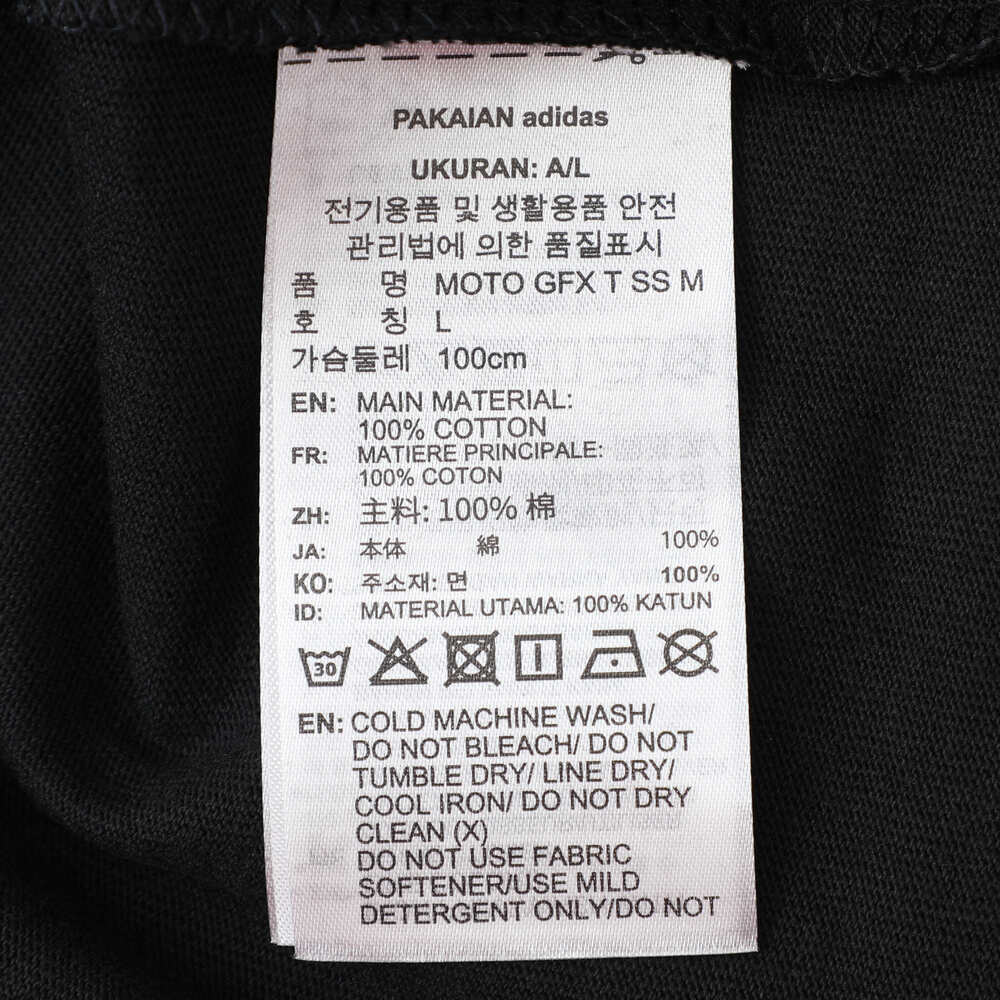 PAKAIAN adidas
UKURAN: A/L
전기용품 및 생활용품 안전
관리법에 의한 품질표시
품 명 MOTO GFX T SS M
호 칭 L
가슴둘레 100cm
EN: MAIN MATERIAL:
100% COTTON
FR: MATIERE PRINCIPALE:
100% COTON
ZH: 主料: 100% 棉
JA: 本体 綿 100%
KO: 주소재: 면 100%
ID: MATERIAL UTAMA: 100% KATUN
30
EN: COLD MACHINE WASH/
DO NOT BLEACH/ DO NOT
TUMBLE DRY/ LINE DRY/
COOL IRON/ DO NOT DRY
CLEAN (X)
DO NOT USE FABRIC
SOFTENER/USE MILD
DETERGENT ONLY/DO NOT